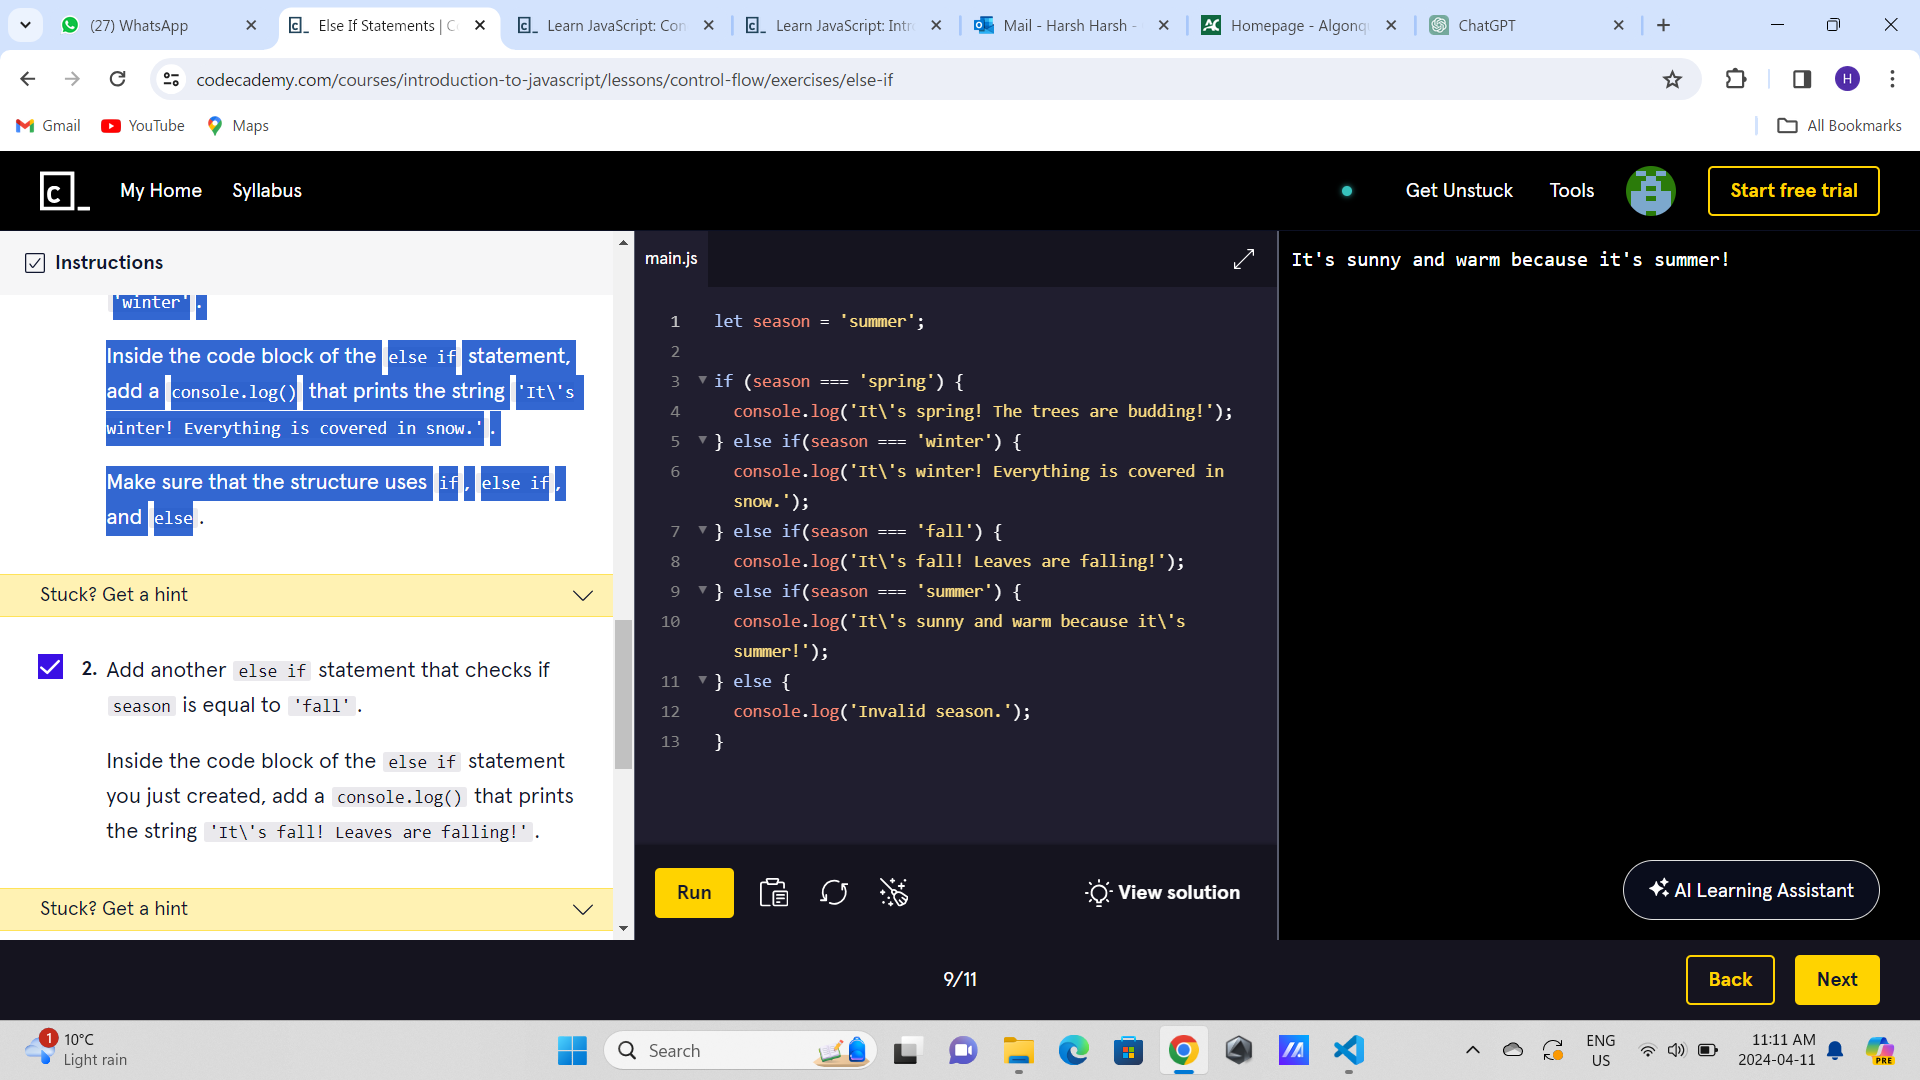 (27) WhatsApp
Else If Statements | C
Learn JavaScript: Con
Learn JavaScript: Intr
Mail - Harsh Harsh -
Homepage - Algonq
ChatGPT
codecademy.com/courses/introduction-to-javascript/lessons/control-flow/exercises/else-if
H
Gmail
YouTube
Maps
All Bookmarks
c_
My Home
Syllabus
Get Unstuck
Tools
Start free trial
Instructions
'winter'.
Inside the code block of the else if statement,
add a console.log() that prints the string 'It\'s
winter! Everything is covered in snow.'.
Make sure that the structure uses if, else if,
and else.
Stuck? Get a hint
2. Add another else if statement that checks if
season is equal to 'fall'.
Inside the code block of the else if statement
you just created, add a console.log() that prints
the string 'It\'s fall! Leaves are falling!'.
Stuck? Get a hint
main.js
1 let season = 'summer';
2
3 if (season === 'spring') {
4 console.log('It\'s spring! The trees are budding!');
5 } else if(season === 'winter') {
6 console.log('It\'s winter! Everything is covered in
snow.');
7 } else if(season === 'fall') {
8 console.log('It\'s fall! Leaves are falling!');
9 } else if(season === 'summer') {
10 console.log('It\'s sunny and warm because it\'s
summer!');
11 } else {
12 console.log('Invalid season.');
13 }
Run
View solution
It's sunny and warm because it's summer!
AI Learning Assistant
9/11
Back
Next
1
10°C
Light rain
Search
ENG
US
11:11 AM
2024-04-11
PRE